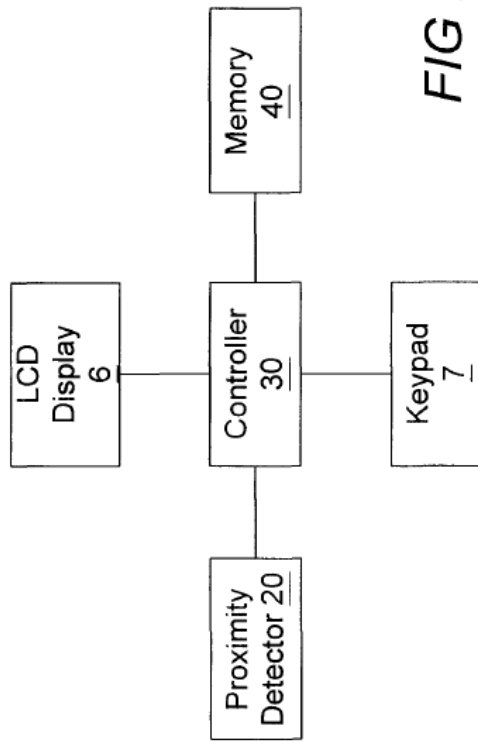 LCD
Display
6
Proximity
Detector 20
Controller
30
Memory
40
Keypad
7
FIG